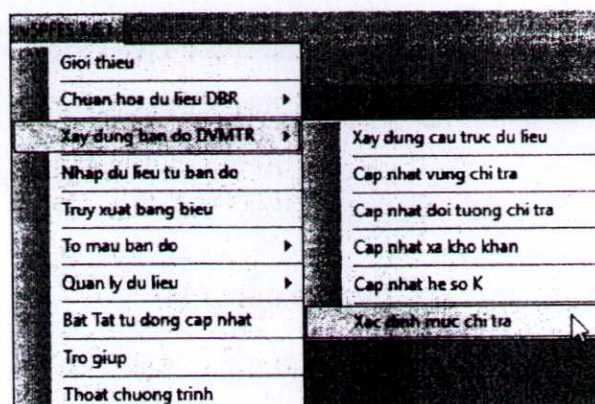 Gioi thieu
Chuan hoa du lieu DBR
Xay dung ban do DVMTR
Nhap du lieu tu ban do
Truy xuat bang bieu
To mau ban do
Quan ly du lieu
Bat Tat tu dong cap nhat
Tro giup
Thoat chuong trinh
Xay dung cau truc du lieu
Cap nhat vung chi tra
Cap nhat doi tuong chi tra
Cap nhat xa kho khan
Cap nhat he so K
Xac dinh muc chi tra